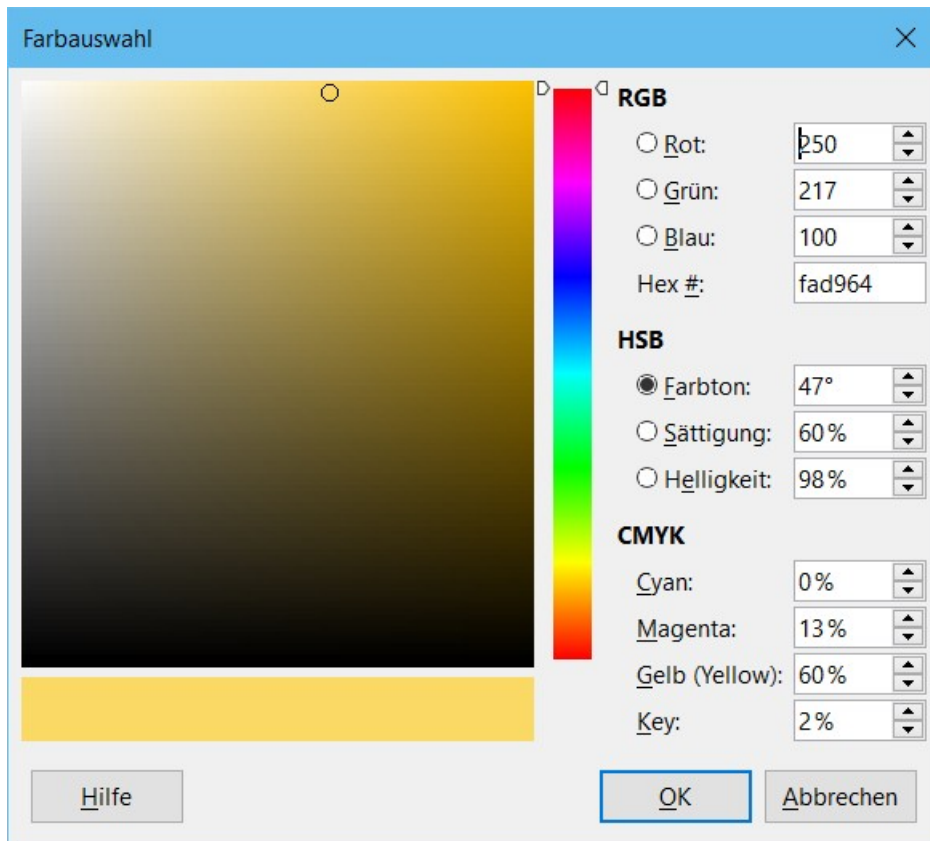 Farbauswahl
RGB
Rot: 250
Grün: 217
Blau: 100
Hex #: fad964
HSB
Farbton: 47°
Sättigung: 60%
Helligkeit: 98%
CMYK
Cyan: 0%
Magenta: 13%
Gelb (Yellow): 60%
Key: 2%
Hilfe OK Abbrechen